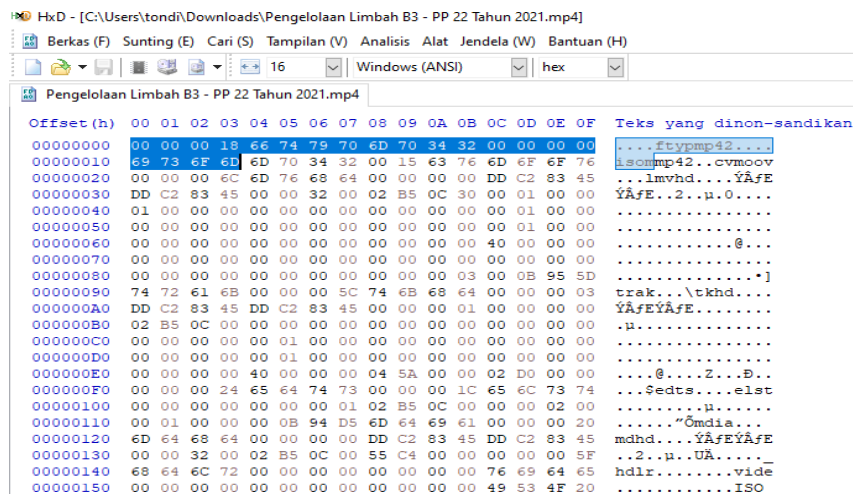 HxD - [C:\Users\tondi\Downloads\Pengelolaan Limbah B3 - PP 22 Tahun 2021.mp4]
Berkas (F) Sunting (E) Cari (S) Tampilan (V) Analisis Alat Jendela (W) Bantuan (H)
16 Windows (ANSI) hex
Pengelolaan Limbah B3 - PP 22 Tahun 2021.mp4
Offset(h) 00 01 02 03 04 05 06 07 08 09 0A 0B 0C 0D 0E 0F Teks yang dinon-sandikan
00000000 00 00 00 18 66 74 79 70 6D 70 34 32 00 00 00 00 ....ftypmp42....
00000010 69 73 6F 6D 6D 70 34 32 00 15 63 76 6D 6F 6F 76 isommp42..cvmoov
00000020 00 00 00 6C 6D 76 68 64 00 00 00 00 DD C2 83 45 ...lmvhd....ÝÂƒE
00000030 DD C2 83 45 00 00 32 00 02 B5 0C 30 00 01 00 00 ÝÂƒE..2..µ.0....
00000040 01 00 00 00 00 00 00 00 00 00 00 00 00 01 00 00 ................
00000050 00 00 00 00 00 00 00 00 00 00 00 00 00 01 00 00 ................
00000060 00 00 00 00 00 00 00 00 00 00 00 00 40 00 00 00 ............@...
00000070 00 00 00 00 00 00 00 00 00 00 00 00 00 00 00 00 ................
00000080 00 00 00 00 00 00 00 00 00 00 00 03 00 0B 95 5D ..............•]
00000090 74 72 61 6B 00 00 00 5C 74 6B 68 64 00 00 00 03 trak...\tkhd....
000000A0 DD C2 83 45 DD C2 83 45 00 00 00 01 00 00 00 00 ÝÂƒEÝÂƒE........
000000B0 02 B5 0C 00 00 00 00 00 00 00 00 00 00 00 00 00 .µ..............
000000C0 00 00 00 00 00 01 00 00 00 00 00 00 00 00 00 00 ................
000000D0 00 00 00 00 00 01 00 00 00 00 00 00 00 00 00 00 ................
000000E0 00 00 00 00 40 00 00 00 04 5A 00 00 02 D0 00 00 ....@....Z...Ð..
000000F0 00 00 00 24 65 64 74 73 00 00 00 1C 65 6C 73 74 ...$edts....elst
00000100 00 00 00 00 00 00 00 01 02 B5 0C 00 00 00 02 00 .........µ......
00000110 00 01 00 00 00 0B 94 D5 6D 64 69 61 00 00 00 20 ......”Õmdia...
00000120 6D 64 68 64 00 00 00 00 DD C2 83 45 DD C2 83 45 mdhd....ÝÂƒEÝÂƒE
00000130 00 00 32 00 02 B5 0C 00 55 C4 00 00 00 00 00 5F ..2..µ..UÄ....._
00000140 68 64 6C 72 00 00 00 00 00 00 00 00 76 69 64 65 hdlr........vide
00000150 00 00 00 00 00 00 00 00 00 00 00 00 49 53 4F 20 ............ISO